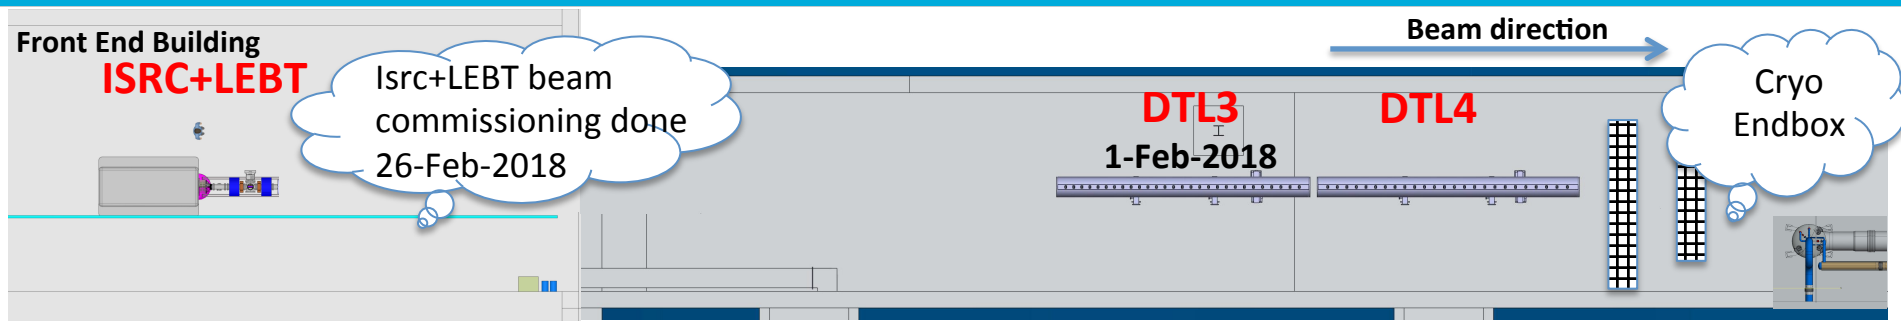 Front End Building
ISRC+LEBT
Isrc+LEBT beam
commissioning done
26-Feb-2018
DTL3
1-Feb-2018
DTL4
Beam direction
Cryo
Endbox